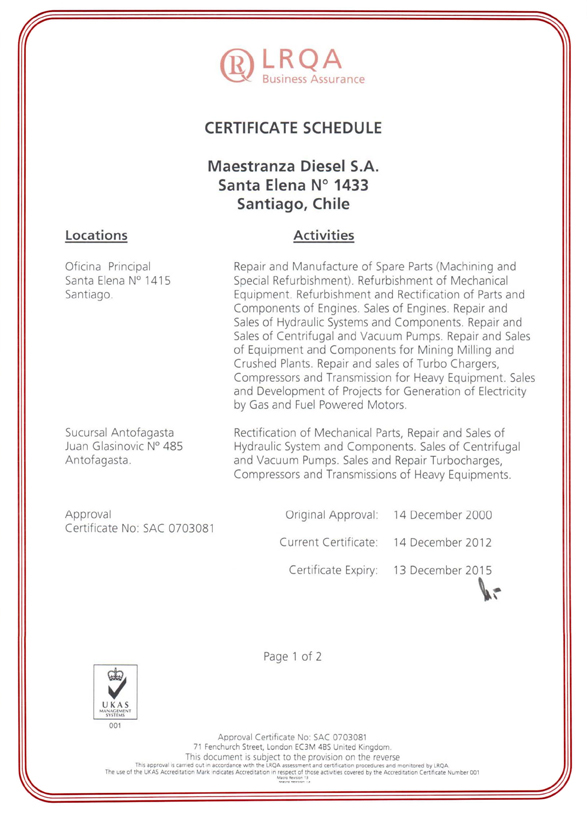 LRQA
Business Assurance
CERTIFICATE SCHEDULE
Maestranza Diesel S.A.
Santa Elena Nº 1433
Santiago, Chile
Locations
Activities
Oficina Principal
Santa Elena Nº 1415
Santiago.
Repair and Manufacture of Spare Parts (Machining and
Special Refurbishment). Refurbishment of Mechanical
Equipment. Refurbishment and Rectification of Parts and
Components of Engines. Sales of Engines. Repair and
Sales of Hydraulic Systems and Components. Repair and
Sales of Centrifugal and Vacuum Pumps. Repair and Sales
of Equipment and Components for Mining Milling and
Crushed Plants. Repair and sales of Turbo Chargers,
Compressors and Transmission for Heavy Equipment. Sales
and Development of Projects for Generation of Electricity
by Gas and Fuel Powered Motors.
Sucursal Antofagasta
Juan Glasinovic Nº 485
Antofagasta.
Rectification of Mechanical Parts, Repair and Sales of
Hydraulic System and Components. Sales of Centrifugal
and Vacuum Pumps. Sales and Repair Turbochargers,
Compressors and Transmissions of Heavy Equipments.
Approval
Certificate No: SAC 0703081
Original Approval: 14 December 2000
Current Certificate: 14 December 2012
Certificate Expiry: 13 December 2015
Page 1 of 2
UKAS
MANAGEMENT
SYSTEMS
001
Approval Certificate No: SAC 0703081
71 Fenchurch Street, London EC3M 4BS United Kingdom.
This document is subject to the provision on the reverse
This approval is carried out in accordance with the LRQA assessment and certification procedures and monitored by LRQA.
The use of the UKAS Accreditation Mark indicates Accreditation in respect of those activities covered by the Accreditation Certificate Number 001